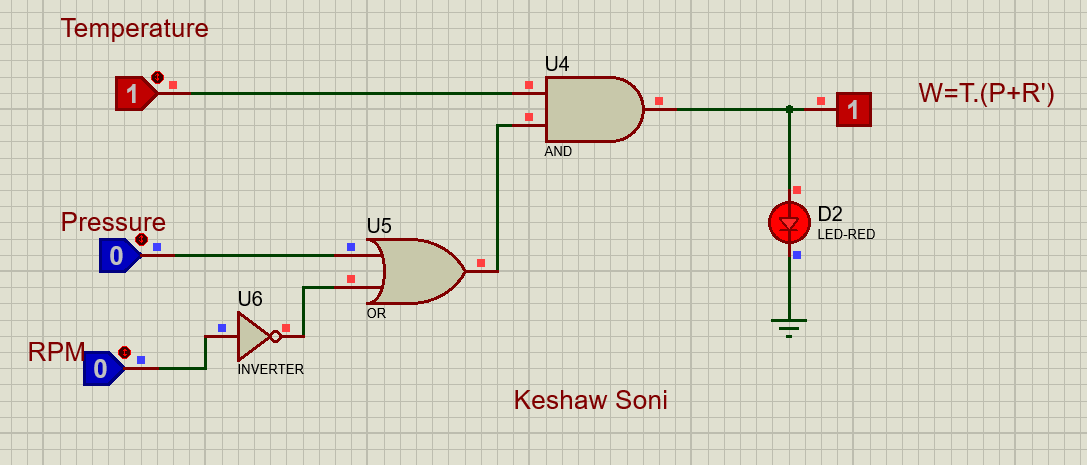 Temperature
1
U4
AND
W=T.(P+R')
1
Pressure
0
U5
OR
D2
LED-RED
U6
INVERTER
RPM
0
Keshaw Soni